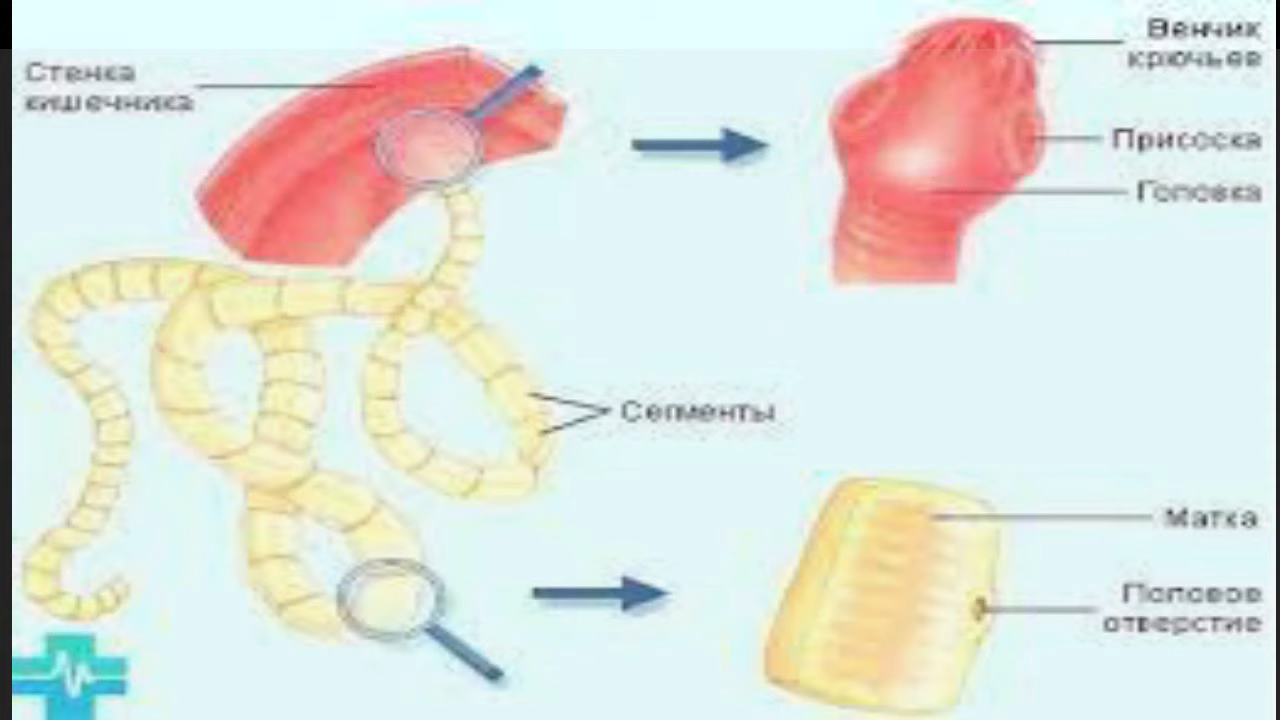 Стенка
кишечника
Венчик
крючьев
Присоска
Головка
Сегменты
Матка
Половое
отверстие